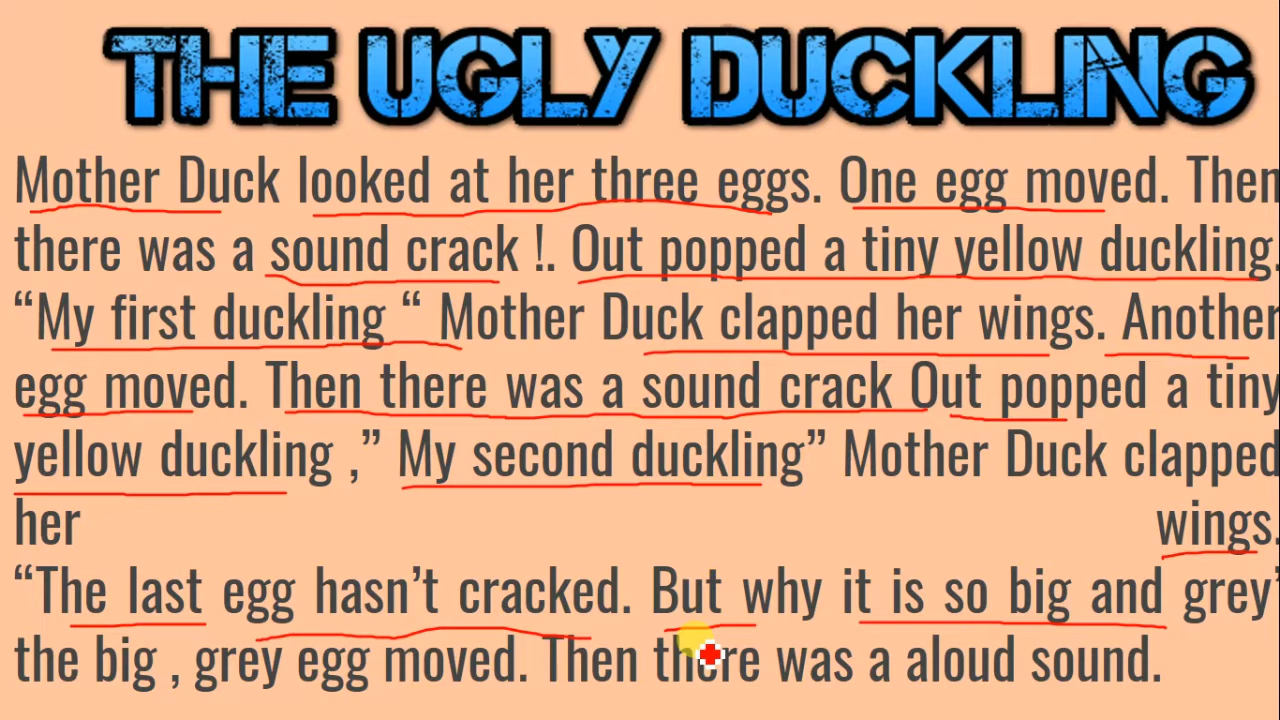 THE UGLY DUCKLING
Mother Duck looked at her three eggs. One egg moved. Then
there was a sound crack !. Out popped a tiny yellow duckling.
“My first duckling “ Mother Duck clapped her wings. Another
egg moved. Then there was a sound crack Out popped a tiny
yellow duckling ,” My second duckling” Mother Duck clapped
her wings.
“The last egg hasn’t cracked. But why it is so big and grey’
the big , grey egg moved. Then there was a aloud sound.